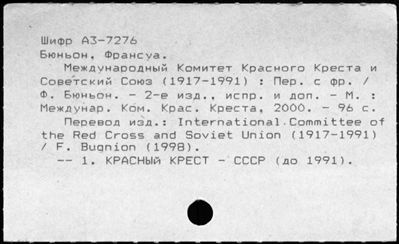 Шифр А3-7276
Бюньон, Франсуа.
Международный Комитет Красного Креста и
Советский Союз (1917-1991) : Пер. с фр. /
Ф. Бюньон. - 2-е изд., испр. и доп. - М. :
Междунар. Ком. Крас. Креста, 2000. - 96 с.
Перевод изд.: International Committee of
the Red Cross and Soviet Union (1917-1991)
/ F. Bugnion (1998).
-- 1. КРАСНЫЙ КРЕСТ - СССР (до 1991).